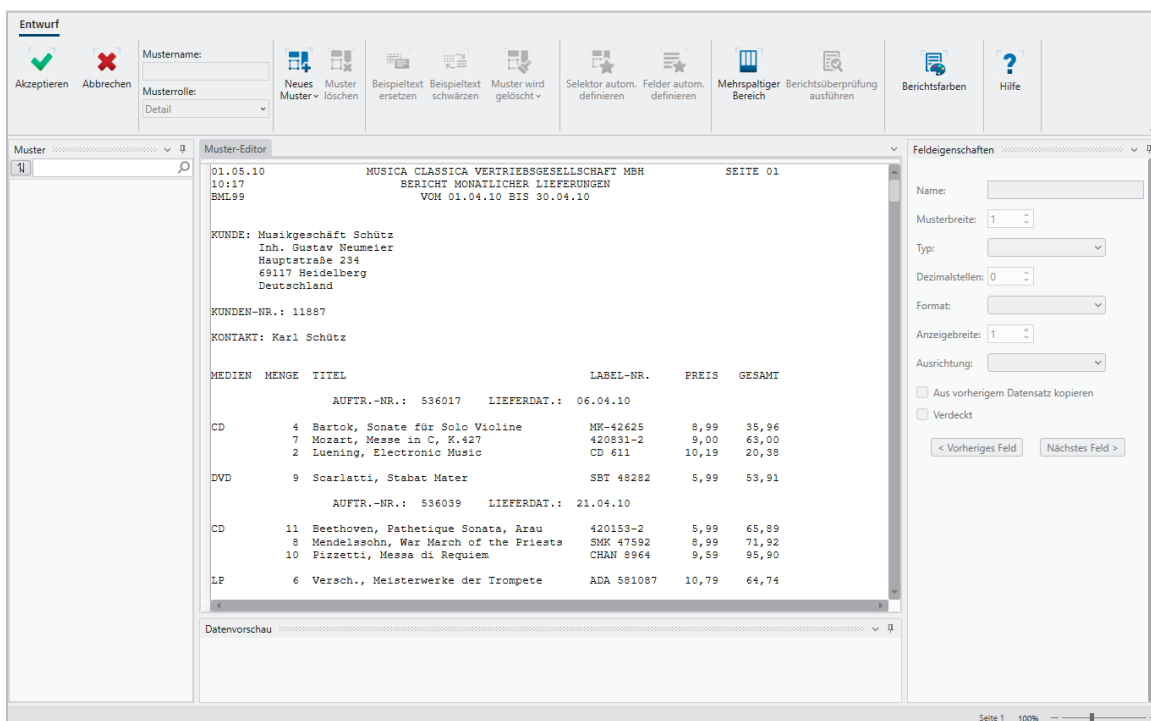 Entwurf
Akzeptieren
Abbrechen
Mustername:
Musterrolle:
Detail
Neues Muster
Muster löschen
Beispieltext ersetzen
Beispieltext schwärzen
Muster wird gelöscht
Selektor autom. definieren
Felder autom. definieren
Mehrspaltiger Bereich
Berichtsüberprüfung ausführen
Berichtsfarben
Hilfe
Muster
Muster-Editor
01.05.10 MUSICA CLASSICA VERTRIEBSGESELLSCHAFT MBH SEITE 01
10:17 BERICHT MONATLICHER LIEFERUNGEN
BML99 VOM 01.04.10 BIS 30.04.10
KUNDE: Musikgeschäft Schütz
Inh. Gustav Neumeier
Hauptstraße 234
69117 Heidelberg
Deutschland
KUNDEN-NR.: 11887
KONTAKT: Karl Schütz
MEDIEN MENGE TITEL LABEL-NR. PREIS GESAMT
AUFTR.-NR.: 536017 LIEFERDAT.: 06.04.10
CD 4 Bartok, Sonate für Solo Violine MK-42625 8,99 35,96
7 Mozart, Messe in C, K.427 420831-2 9,00 63,00
2 Luening, Electronic Music CD 611 10,19 20,38
DVD 9 Scarlatti, Stabat Mater SBT 48282 5,99 53,91
AUFTR.-NR.: 536039 LIEFERDAT.: 21.04.10
CD 11 Beethoven, Pathetique Sonata, Arau 420153-2 5,99 65,89
8 Mendelssohn, War March of the Priests SMK 47592 8,99 71,92
10 Pizzetti, Messa di Requiem CHAN 8964 9,59 95,90
LP 6 Versch., Meisterwerke der Trompete ADA 581087 10,79 64,74
Datenvorschau
Feldeigenschaften
Name:
Musterbreite: 1
Typ:
Dezimalstellen: 0
Format:
Anzeigebreite: 1
Ausrichtung:
Aus vorherigem Datensatz kopieren
Verdeckt
< Vorheriges Feld
Nächstes Feld >
Seite 1 100%